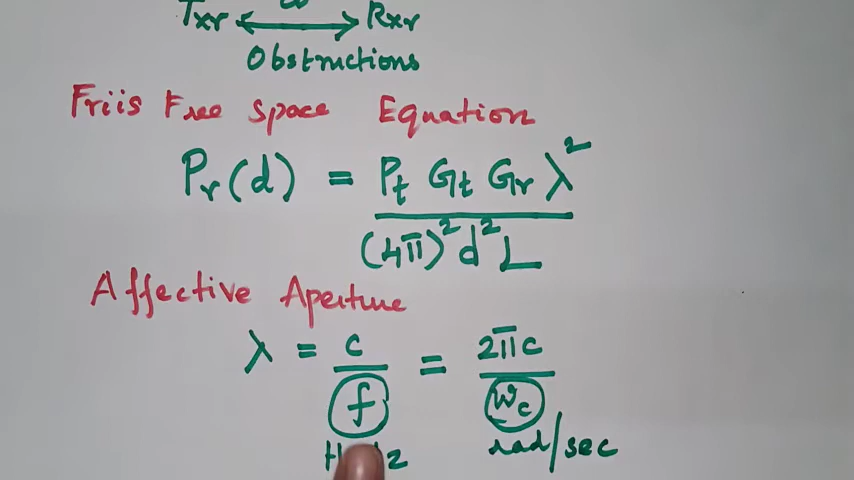 Txr ⟷ Rxr
Obstructions
Friis Free space Equation
Pr(d) = Pt Gt Gr λ²
(4π)² d² L
Affective Aperture
λ = c / f = 2πc / Wc
rad/sec